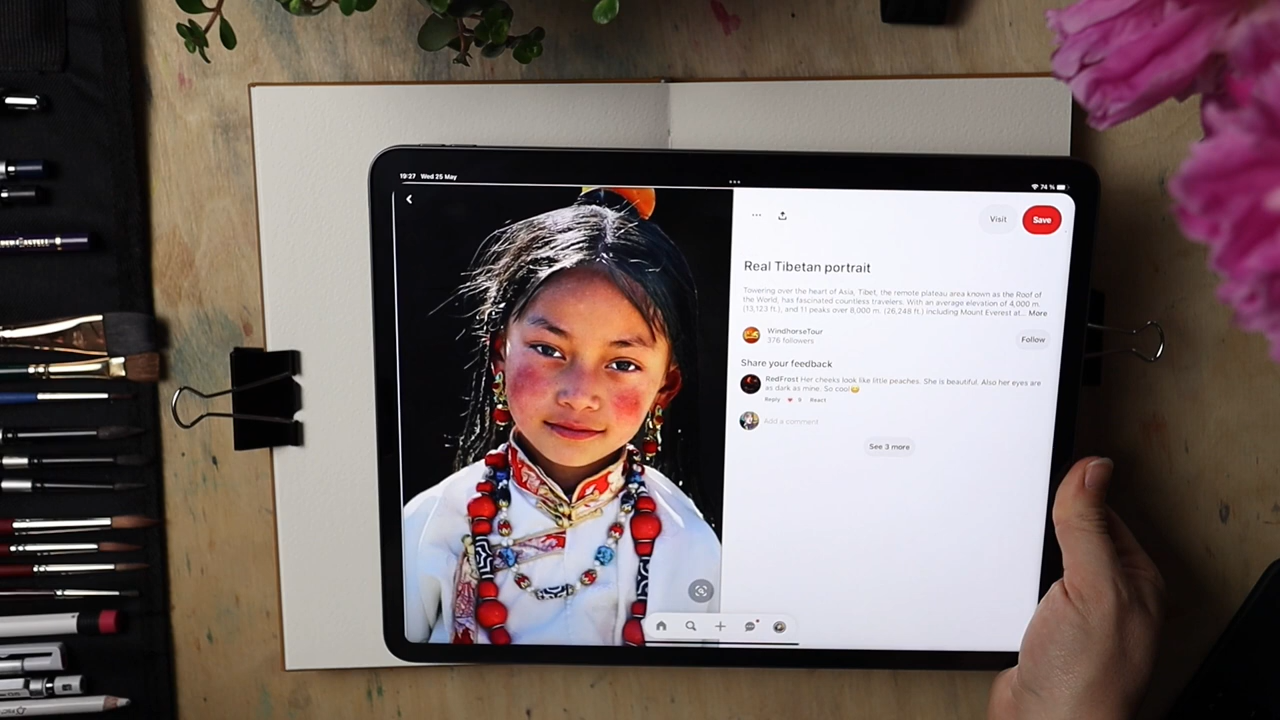 19:27 Wed 25 May
74 %
Visit
Save
Real Tibetan portrait
Towering over the heart of Asia, Tibet, the remote plateau area known as the Roof of
the World, has fascinated countless travelers. With an average elevation of 4,000 m.
(13,123 ft.), and 11 peaks over 8,000 m. (26,248 ft.) including Mount Everest at... More
WindhorseTour
376 followers
Follow
Share your feedback
RedFrost Her cheeks look like little peaches. She is beautiful. Also her eyes are
as dark as mine. So cool😊
Reply 9 React
Add a comment
See 3 more
CASTELL